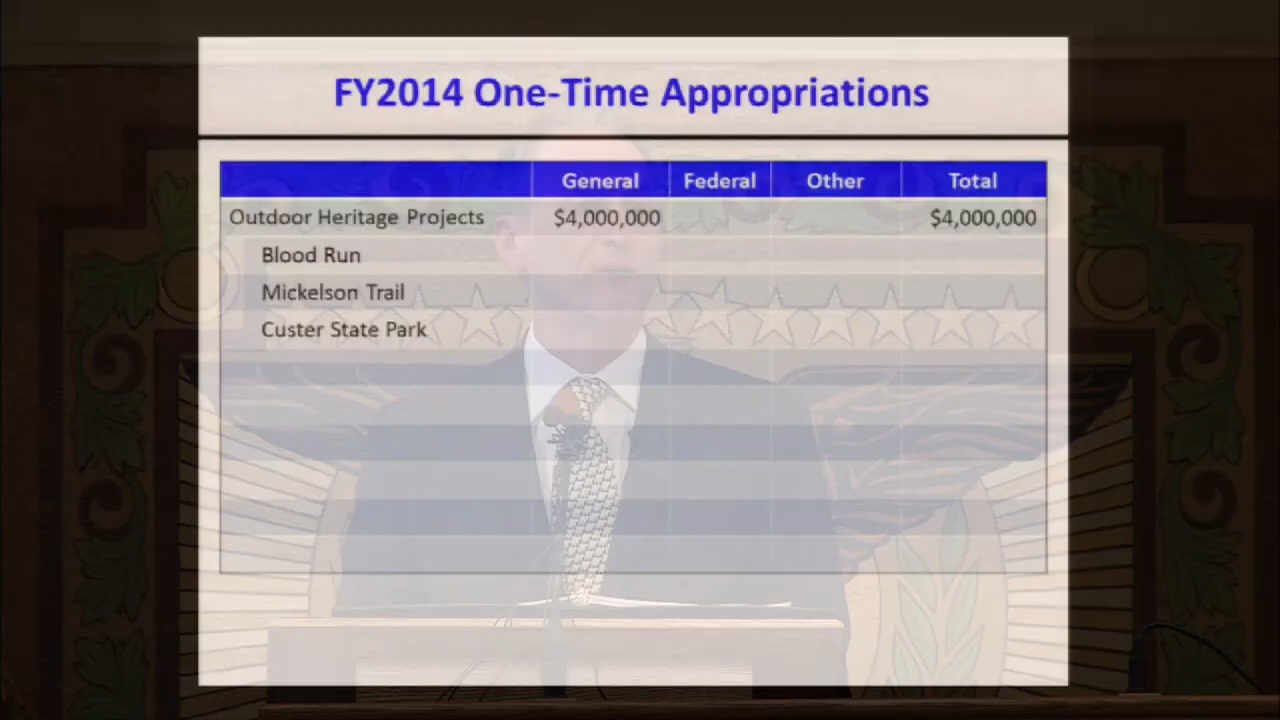 FY2014 One-Time Appropriations
General Federal Other Total
Outdoor Heritage Projects $4,000,000 $4,000,000
Blood Run
Mickelson Trail
Custer State Park